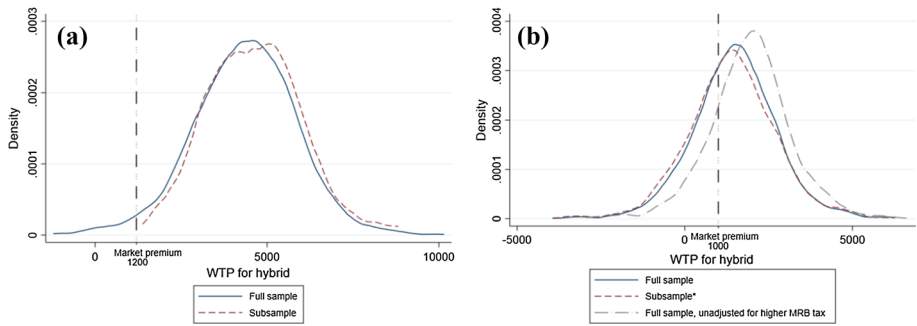 (a)
.0003
.0002
.0001
0
Density
0
5000
10000
Market premium
1200
WTP for hybrid
Full sample
Subsample
(b)
.0004
.0003
.0002
.0001
0
Density
-5000
0
5000
Market premium
1000
WTP for hybrid
Full sample
Subsample*
Full sample, unadjusted for higher MRB tax